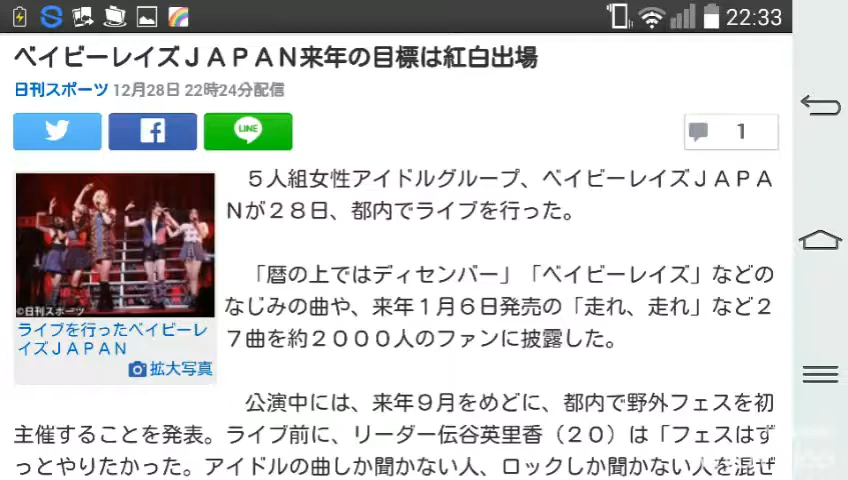 22:33
ベイビーレイズＪＡＰＡＮ来年の目標は紅白出場
日刊スポーツ 12月28日 22時24分配信
LINE
1
５人組女性アイドルグループ、ベイビーレイズＪＡＰＡ
Ｎが２８日、都内でライブを行った。
「暦の上ではディセンバー」「ベイビーレイズ」などの
なじみの曲や、来年１月６日発売の「走れ、走れ」など２
７曲を約２０００人のファンに披露した。
©日刊スポーツ
ライブを行ったベイビーレ
イズＪＡＰＡＮ
拡大写真
公演中には、来年９月をめどに、都内で野外フェスを初
主催することを発表。ライブ前に、リーダー伝谷英里香（２０）は「フェスはず
っとやりたかった。アイドルの曲しか聞かない人、ロックしか聞かない人を混ぜ